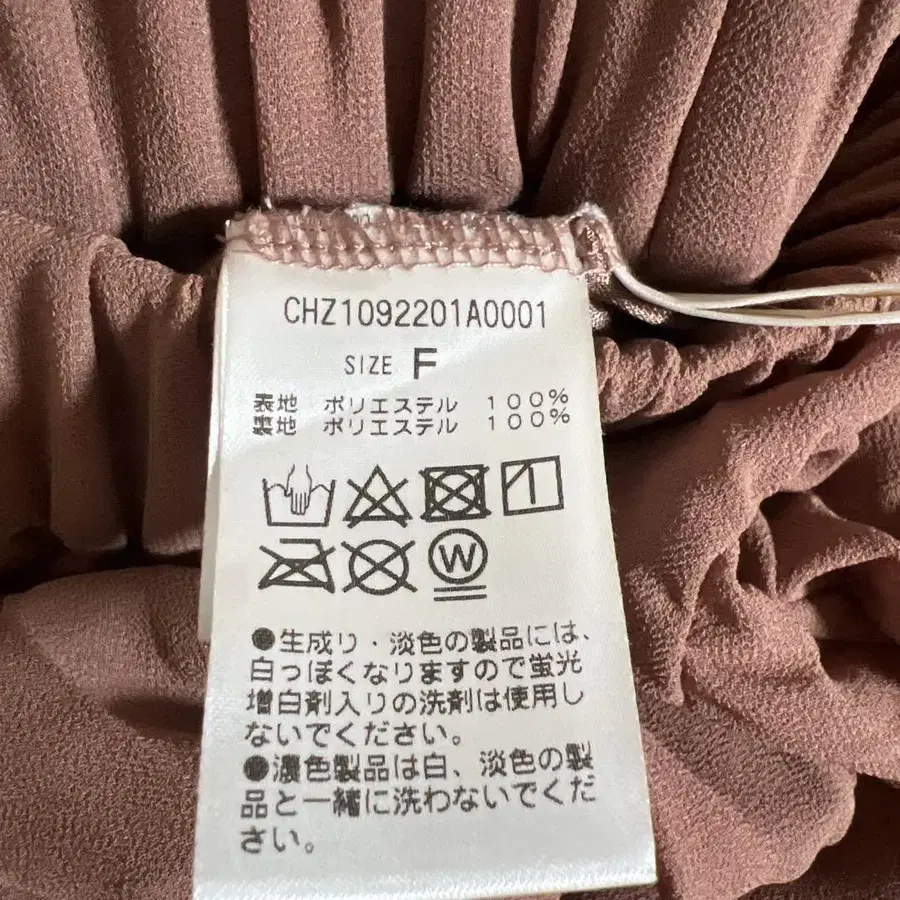 CHZ1092201A0001
SIZE F
表地 ポリエステル 100%
裏地 ポリエステル 100%
W
●生成り・淡色の製品には、
白っぽくなりますので蛍光
増白剤入りの洗剤は使用し
ないでください。
●濃色製品は白、淡色の製
品と一緒に洗わないでくだ
さい。